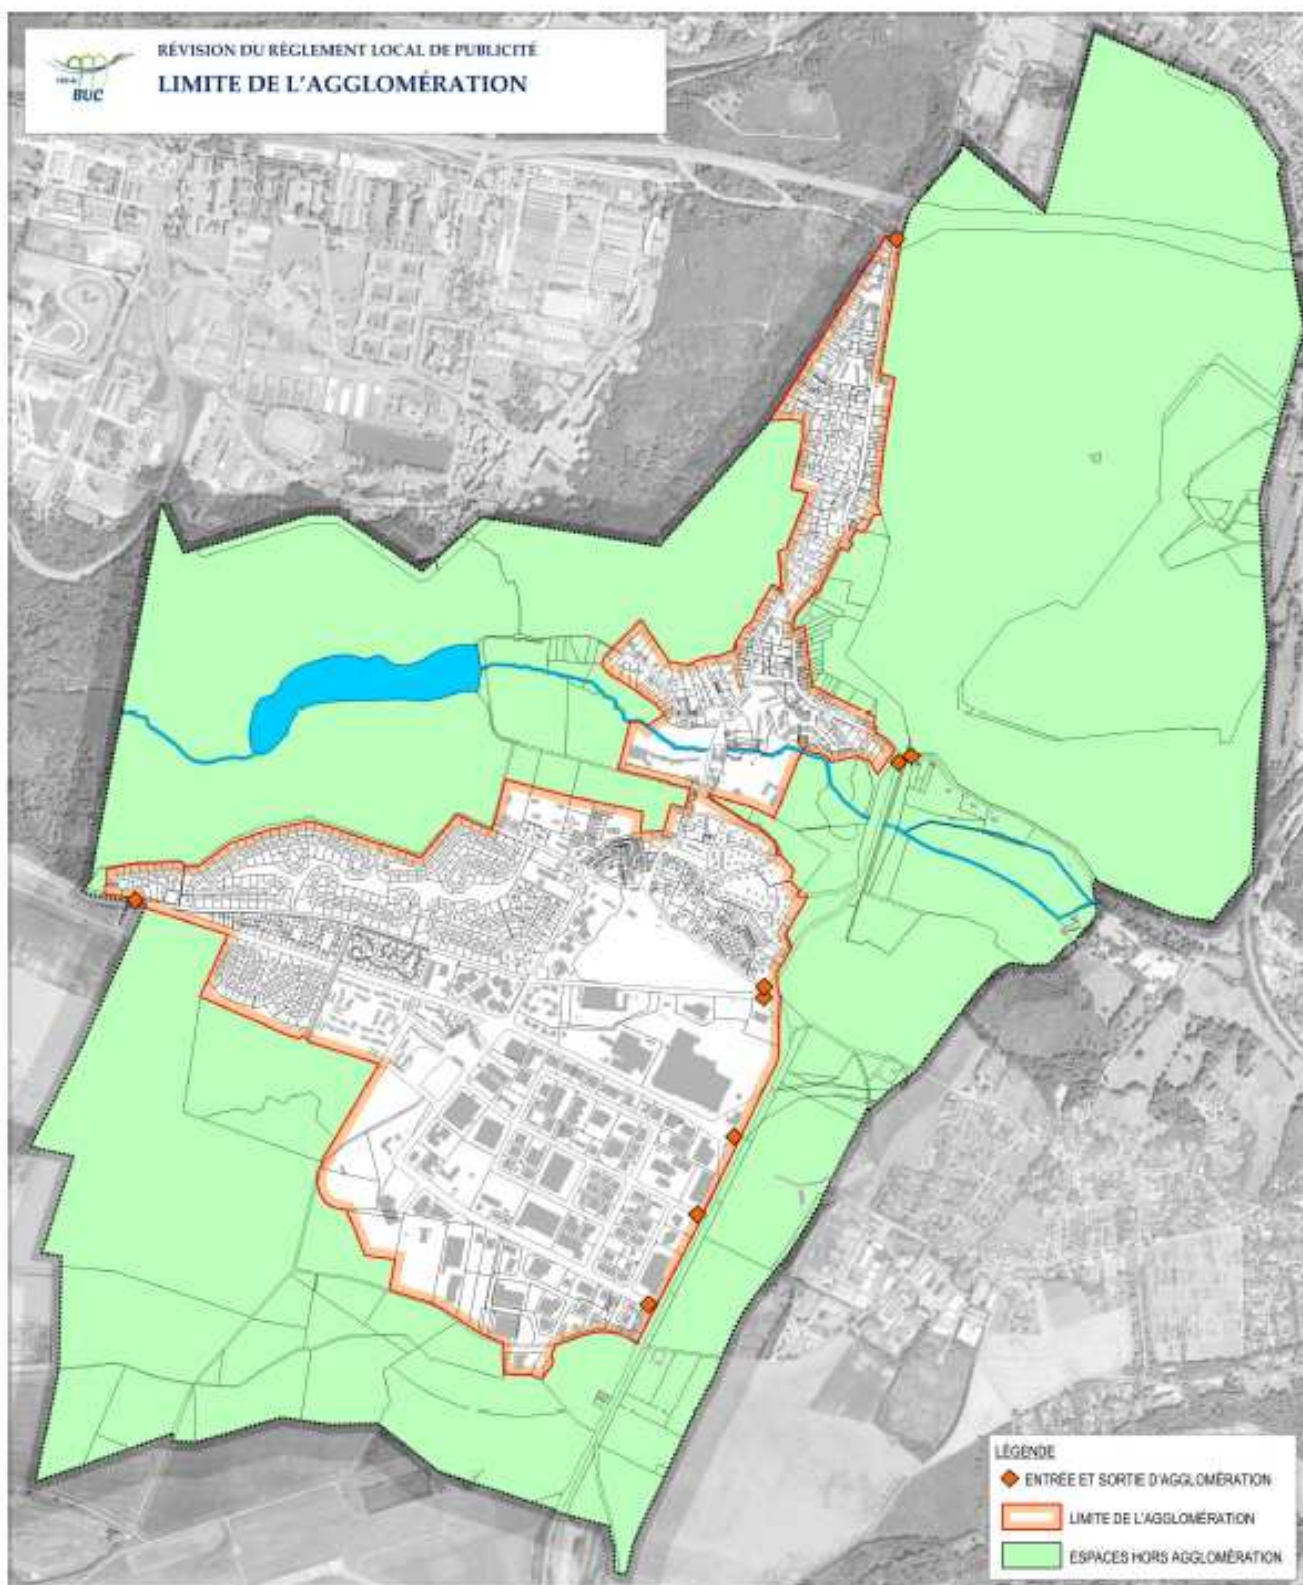 RÉVISION DU RÈGLEMENT LOCAL DE PUBLICITÉ
LIMITE DE L'AGGLOMÉRATION
BUC
LÉGENDE
ENTRÉE ET SORTIE D'AGGLOMÉRATION
LIMITE DE L'AGGLOMÉRATION
ESPACES HORS AGGLOMÉRATION